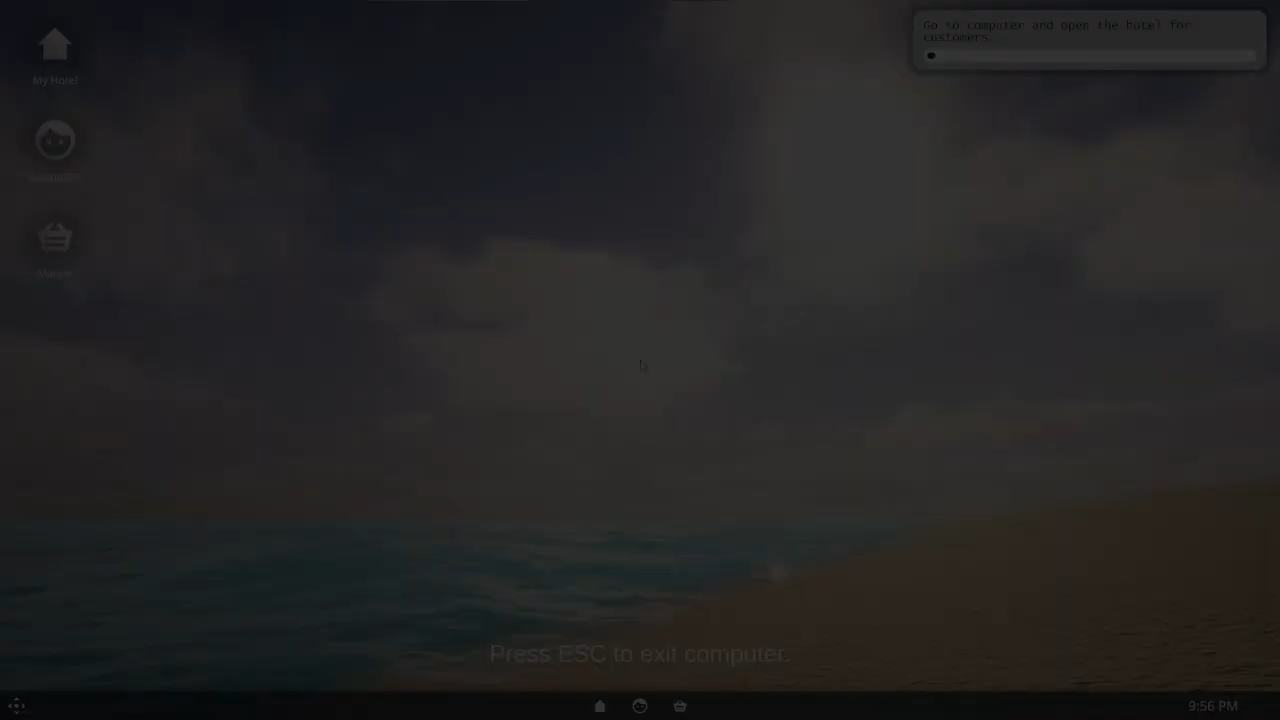 Go to computer and open the hotel for
customers.
My Hotel
Market
Press ESC to exit computer.
9:56 PM